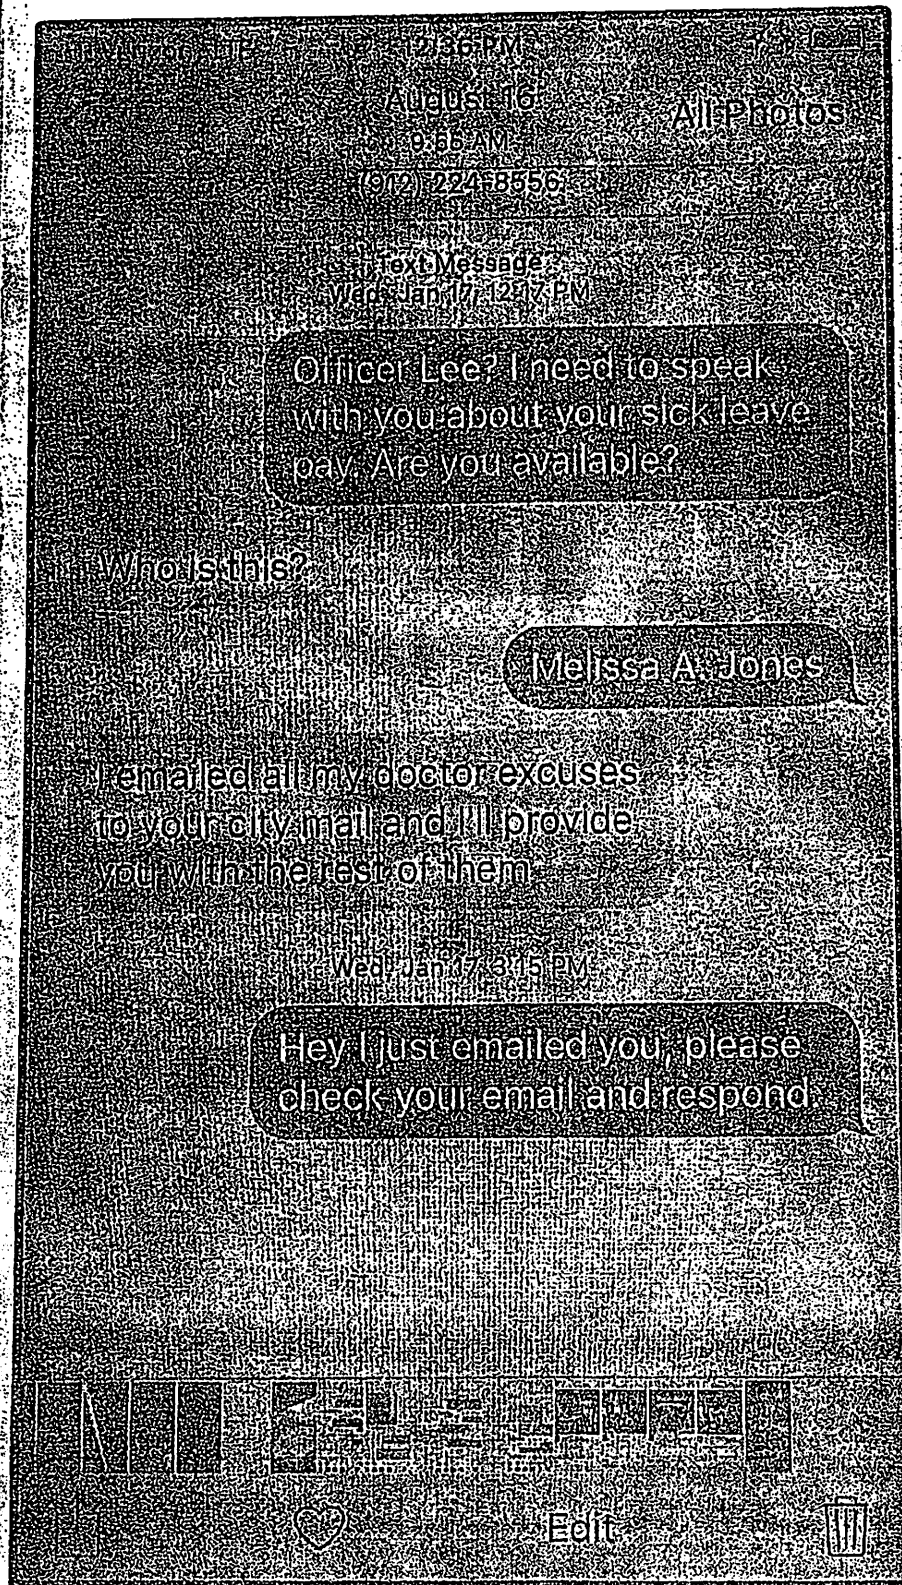 12:36 PM
August 16
All Photos
9:56 AM
(912) 224-8556
Text Message
Wed, Jan 17, 12:17 PM
Officer Lee? I need to speak
with you about your sick leave
pay. Are you available?
Who is this?
Melissa A. Jones
I emailed all my doctor excuses
to your city mail and I'll provide
you with the rest of them
Wed, Jan 17, 3:15 PM
Hey I just emailed you, please
check your email and respond.
Edit